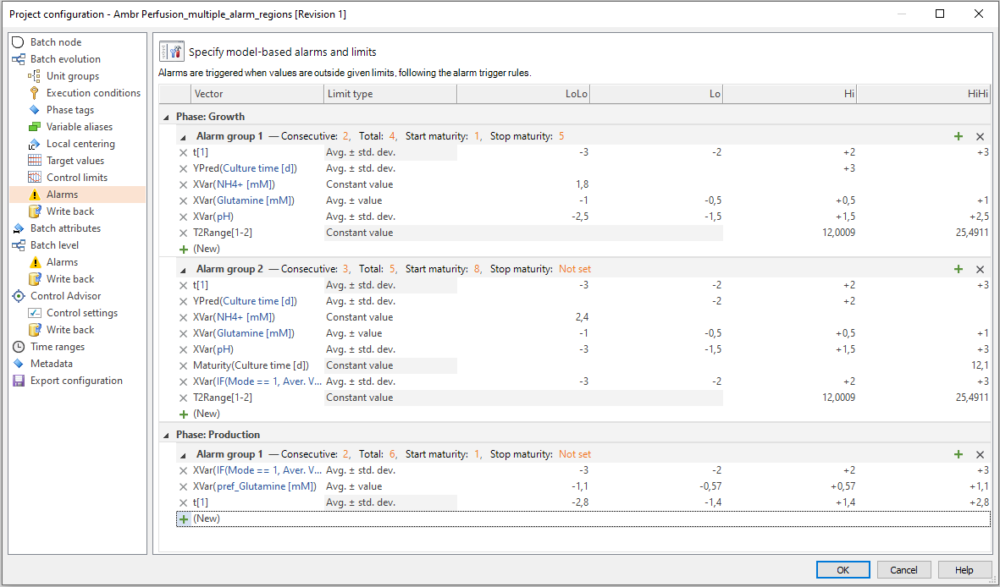 Project configuration - Ambr Perfusion_multiple_alarm_regions [Revision 1]
Batch node
Batch evolution
Unit groups
Execution conditions
Phase tags
Variable aliases
LC Local centering
Target values
Control limits
Alarms
Write back
Batch attributes
Batch level
Alarms
Write back
Control Advisor
Control settings
Write back
Time ranges
Metadata
Export configuration
Specify model-based alarms and limits
Alarms are triggered when values are outside given limits, following the alarm trigger rules.
Vector Limit type LoLo Lo Hi HiHi
Phase: Growth
Alarm group 1 — Consecutive: 2, Total: 4, Start maturity: 1, Stop maturity: 5
t[1] Avg. ± std. dev. -3 -2 +2 +3
YPred(Culture time [d]) Avg. ± std. dev. +3
XVar(NH4+ [mM]) Constant value 1,8
XVar(Glutamine [mM]) Avg. ± value -1 -0,5 +0,5 +1
XVar(pH) Avg. ± std. dev. -2,5 -1,5 +1,5 +2,5
T2Range[1-2] Constant value 12,0009 25,4911
(New)
Alarm group 2 — Consecutive: 3, Total: 5, Start maturity: 8, Stop maturity: Not set
t[1] Avg. ± std. dev. -3 -2 +2 +3
YPred(Culture time [d]) Avg. ± std. dev. -2 +2
XVar(NH4+ [mM]) Constant value 2,4
XVar(Glutamine [mM]) Avg. ± value -1 -0,5 +0,5 +1
XVar(pH) Avg. ± std. dev. -3 -1,5 +1,5 +3
Maturity(Culture time [d]) Constant value 12,1
XVar(IF(Mode == 1, Aver. V... Avg. ± std. dev. -3 -2 +2 +3
T2Range[1-2] Constant value 12,0009 25,4911
(New)
Phase: Production
Alarm group 1 — Consecutive: 2, Total: 6, Start maturity: 1, Stop maturity: Not set
XVar(IF(Mode == 1, Aver. V... Avg. ± std. dev. -3 -2 +2 +3
XVar(pref_Glutamine [mM]) Avg. ± value -1,1 -0,57 +0,57 +1,1
t[1] Avg. ± std. dev. -2,8 -1,4 +1,4 +2,8
(New)
OK Cancel Help